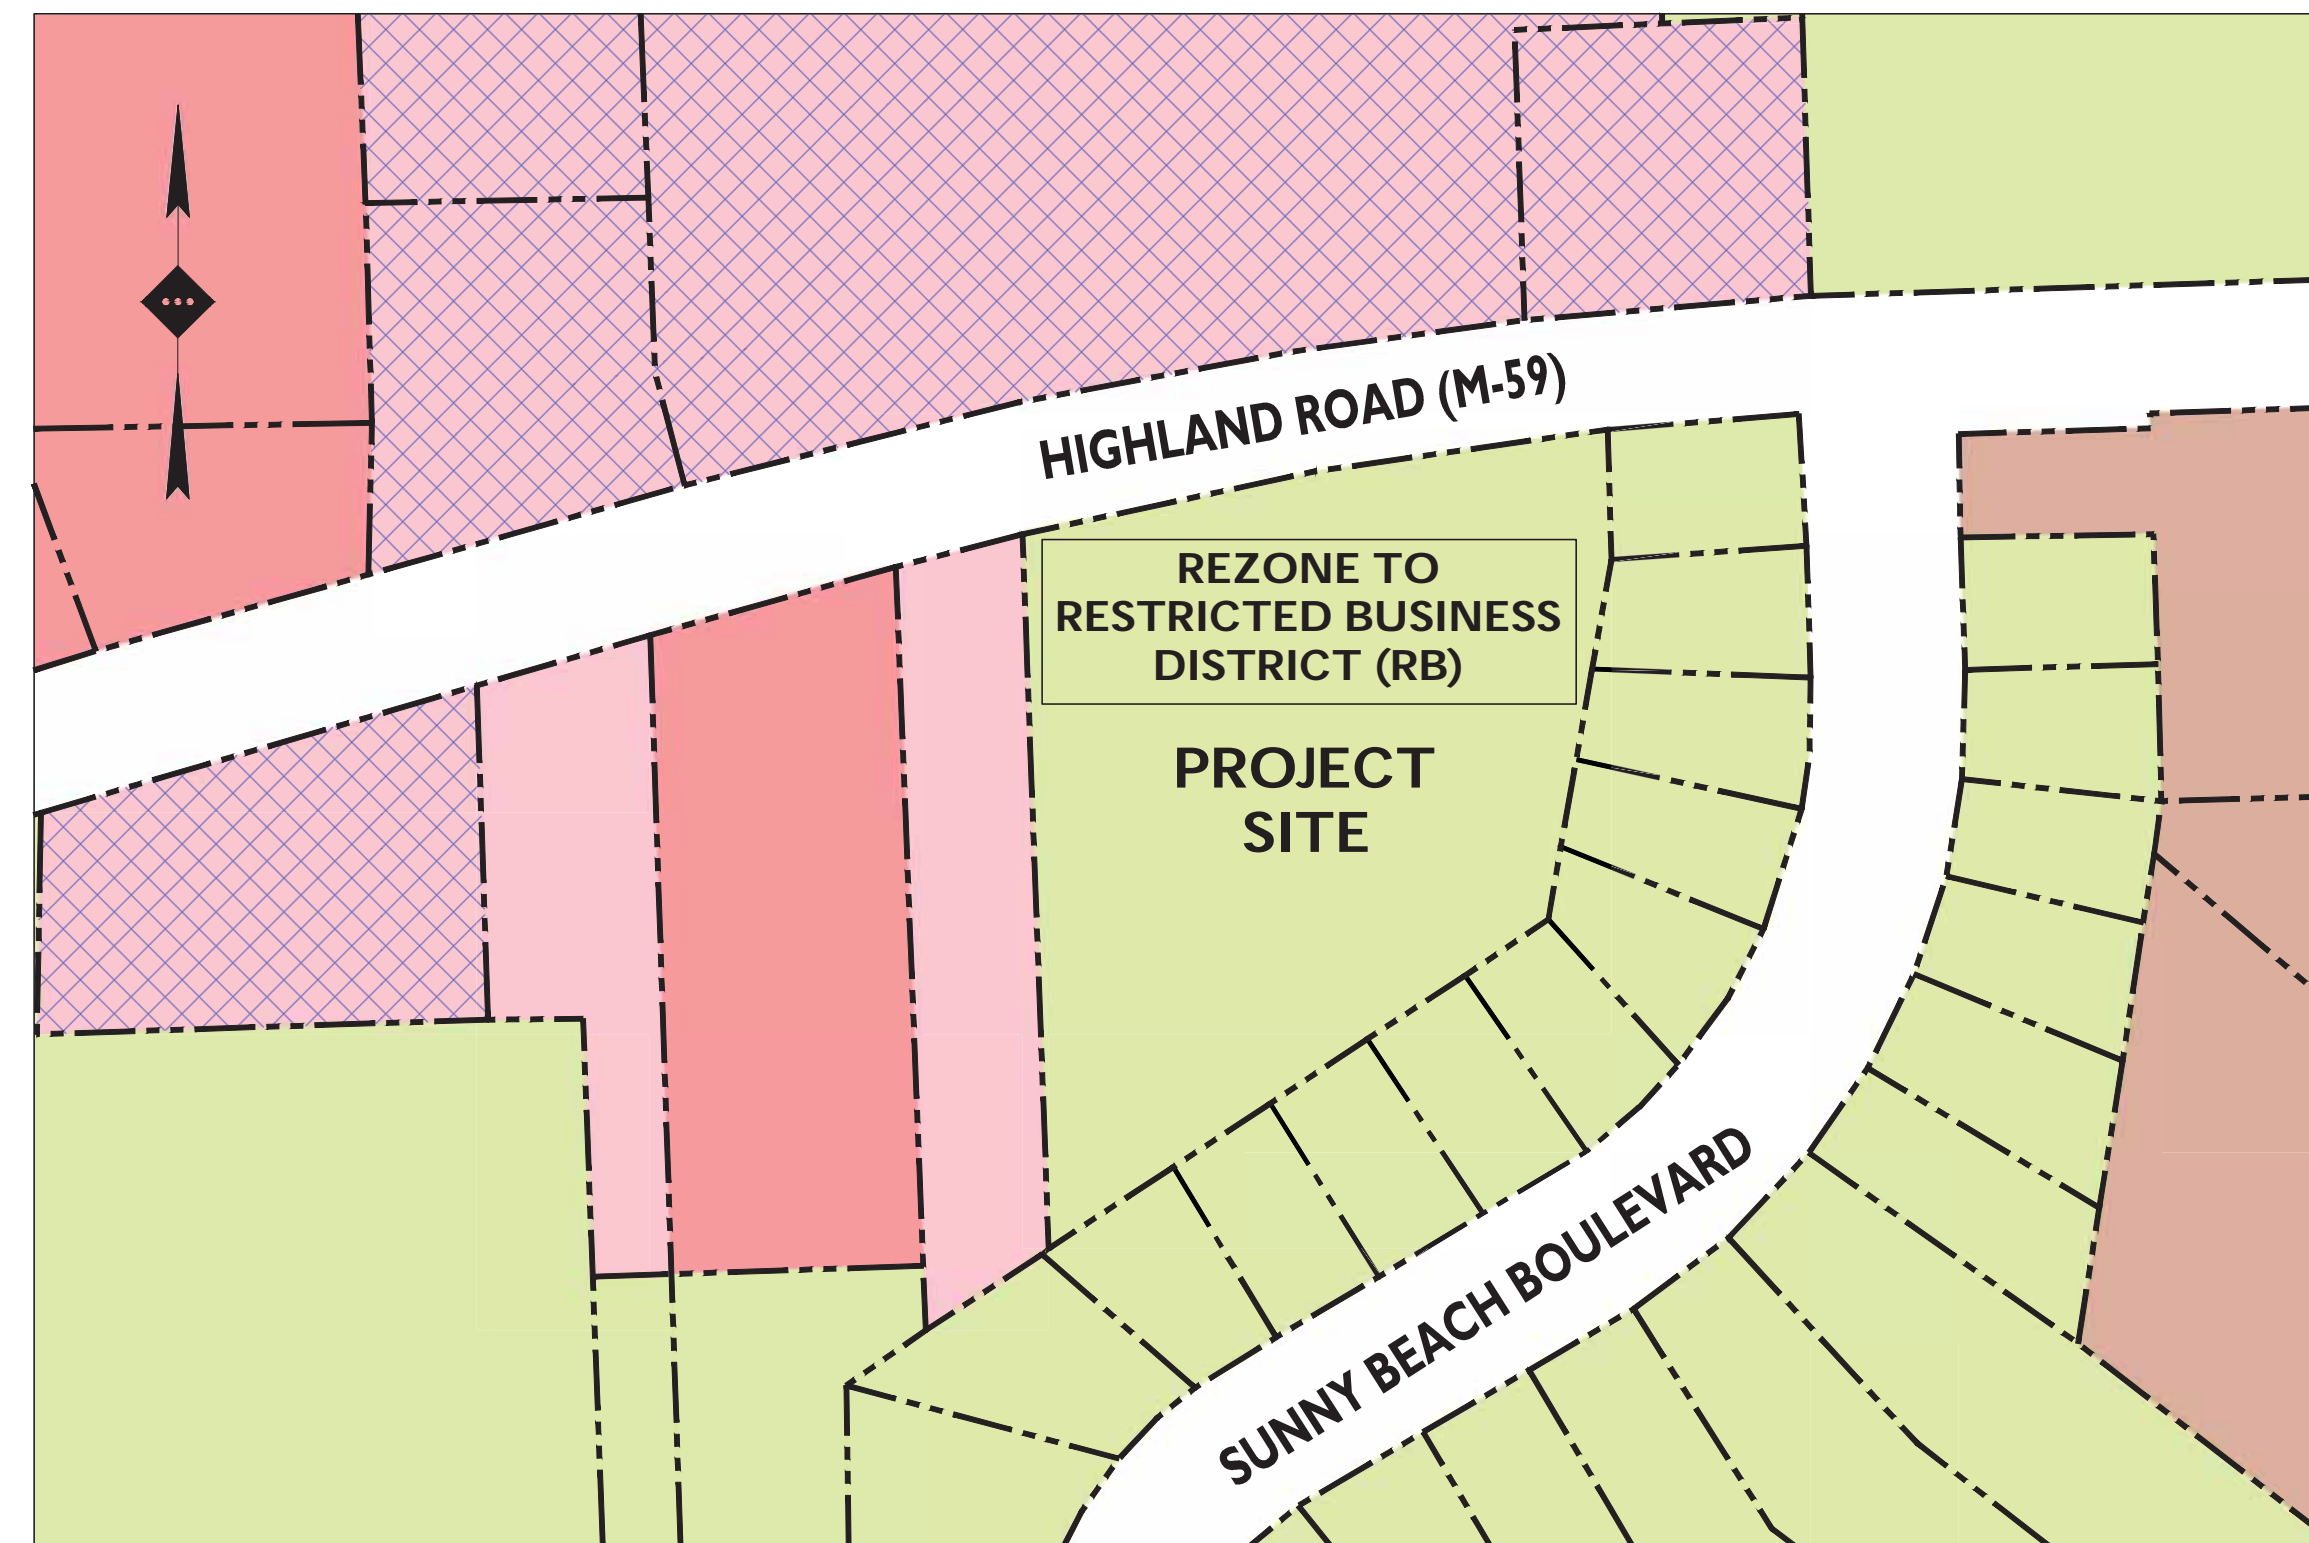 HIGHLAND ROAD (M-59)
REZONE TO
RESTRICTED BUSINESS
DISTRICT (RB)
PROJECT
SITE
SUNNY BEACH BOULEVARD